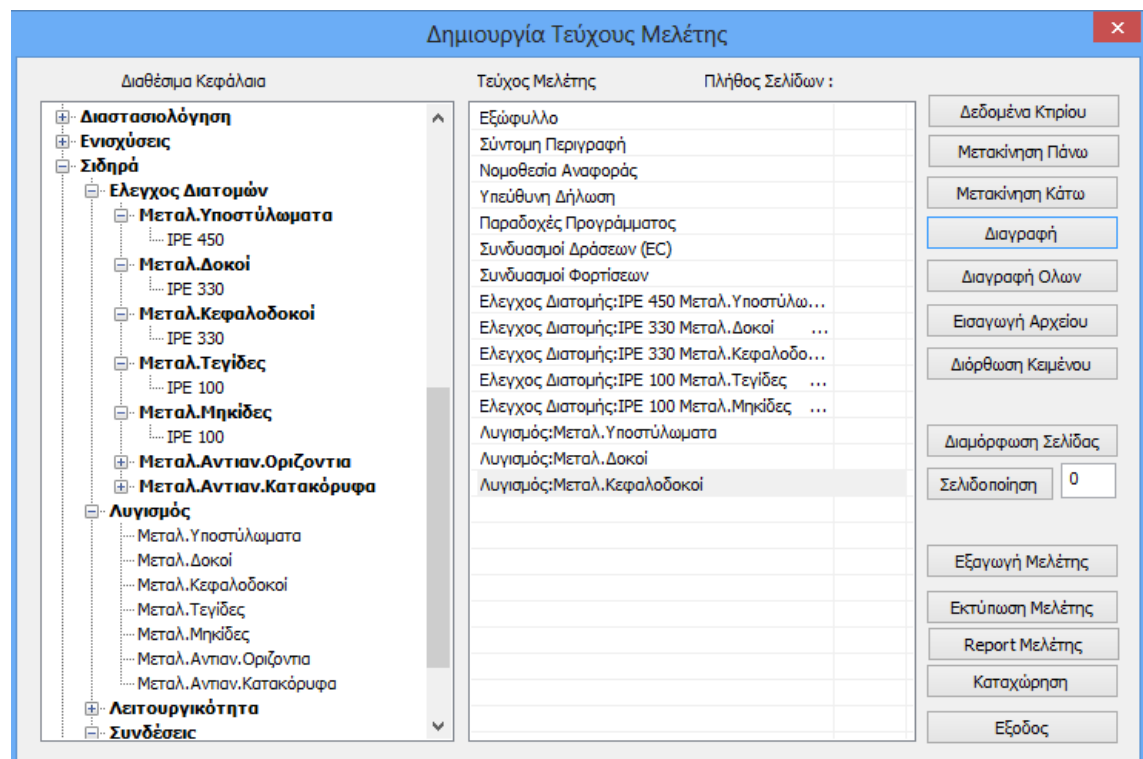 Δημιουργία Τεύχους Μελέτης
Διαθέσιμα Κεφάλαια
Διαστασιολόγηση
Ενισχύσεις
Σιδηρά
Ελεγχος Διατομών
Μεταλ.Υποστύλωματα
IPE 450
Μεταλ.Δοκοί
IPE 330
Μεταλ.Κεφαλοδοκοί
IPE 330
Μεταλ.Τεγίδες
IPE 100
Μεταλ.Μηκίδες
IPE 100
Μεταλ.Αντιαν.Οριζοντια
Μεταλ.Αντιαν.Κατακόρυφα
Λυγισμός
Μεταλ.Υποστύλωματα
Μεταλ.Δοκοί
Μεταλ.Κεφαλοδοκοί
Μεταλ.Τεγίδες
Μεταλ.Μηκίδες
Μεταλ.Αντιαν.Οριζοντια
Μεταλ.Αντιαν.Κατακόρυφα
Λειτουργικότητα
Συνδέσεις
Τεύχος Μελέτης Πλήθος Σελίδων :
Εξώφυλλο
Σύντομη Περιγραφή
Νομοθεσία Αναφοράς
Υπεύθυνη Δήλωση
Παραδοχές Προγράμματος
Συνδυασμοί Δράσεων (EC)
Συνδυασμοί Φορτίσεων
Ελεγχος Διατομής:IPE 450 Μεταλ.Υποστύλω...
Ελεγχος Διατομής:IPE 330 Μεταλ.Δοκοί ...
Ελεγχος Διατομής:IPE 330 Μεταλ.Κεφαλοδο...
Ελεγχος Διατομής:IPE 100 Μεταλ.Τεγίδες ...
Ελεγχος Διατομής:IPE 100 Μεταλ.Μηκίδες ...
Λυγισμός:Μεταλ.Υποστύλωματα
Λυγισμός:Μεταλ.Δοκοί
Λυγισμός:Μεταλ.Κεφαλοδοκοί
Δεδομένα Κτιρίου
Μετακίνηση Πάνω
Μετακίνηση Κάτω
Διαγραφή
Διαγραφή Ολων
Εισαγωγή Αρχείου
Διόρθωση Κειμένου
Διαμόρφωση Σελίδας
Σελιδοποίηση 0
Εξαγωγή Μελέτης
Εκτύπωση Μελέτης
Report Μελέτης
Καταχώρηση
Εξοδος